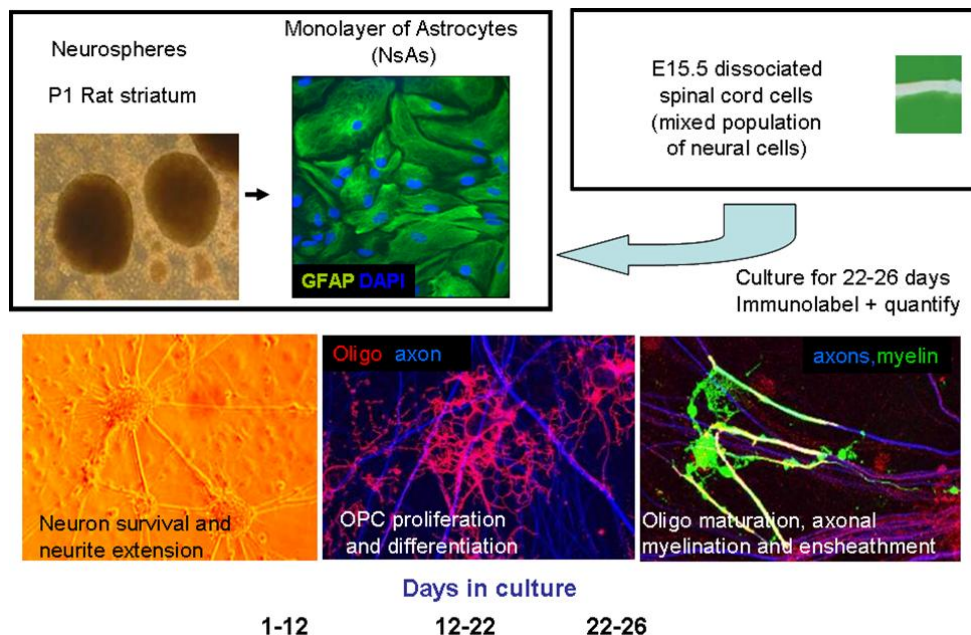 Neurospheres
P1 Rat striatum
Monolayer of Astrocytes
(NsAs)
GFAP DAPI
E15.5 dissociated
spinal cord cells
(mixed population
of neural cells)
Culture for 22-26 days
Immunolabel + quantify
Neuron survival and
neurite extension
Oligo axon
OPC proliferation
and differentiation
axons,myelin
Oligo maturation, axonal
myelination and ensheathment
Days in culture
1-12 12-22 22-26